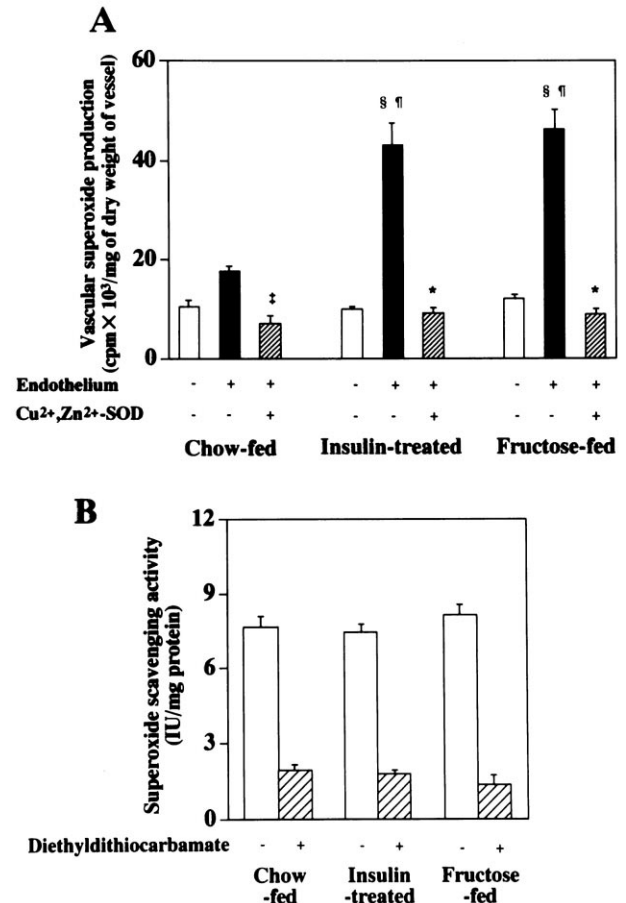 A
Vascular superoxide production
(cpm × 10³/mg of dry weight of vessel)
60
40
20
0
‡
§ ¶
*
§ ¶
*
Endothelium - + + - + + - + +
Cu²⁺,Zn²⁺-SOD - - + - - + - - +
Chow-fed Insulin-treated Fructose-fed
B
Superoxide scavenging activity
(IU/mg protein)
12
9
6
3
0
Diethyldithiocarbamate - + - + - +
Chow Insulin Fructose
-fed -treated -fed